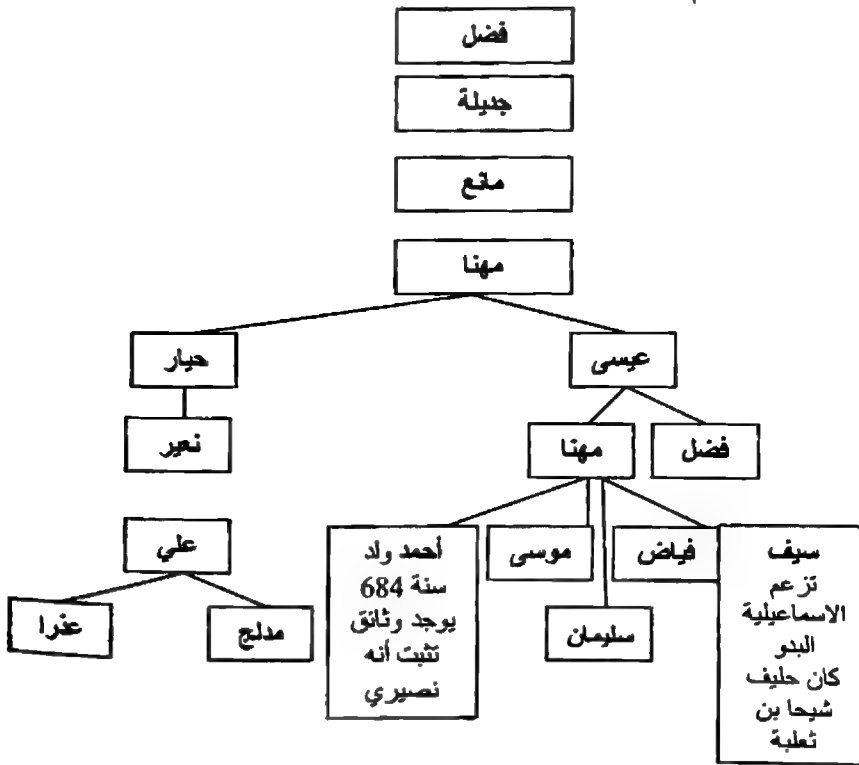 فضل
جديلة
مانع
مهنا
عيسى
حيار
فضل
مهنا
نعير
علي
مدلج
عذرا
سيف
تزعم
الاسماعيلية
البدو
كان حليف
شيحا بن
ثعلبة
فياض
سليمان
موسى
أحمد ولد
سنة 684
يوجد وثائق
تثبت أنه
نصيري